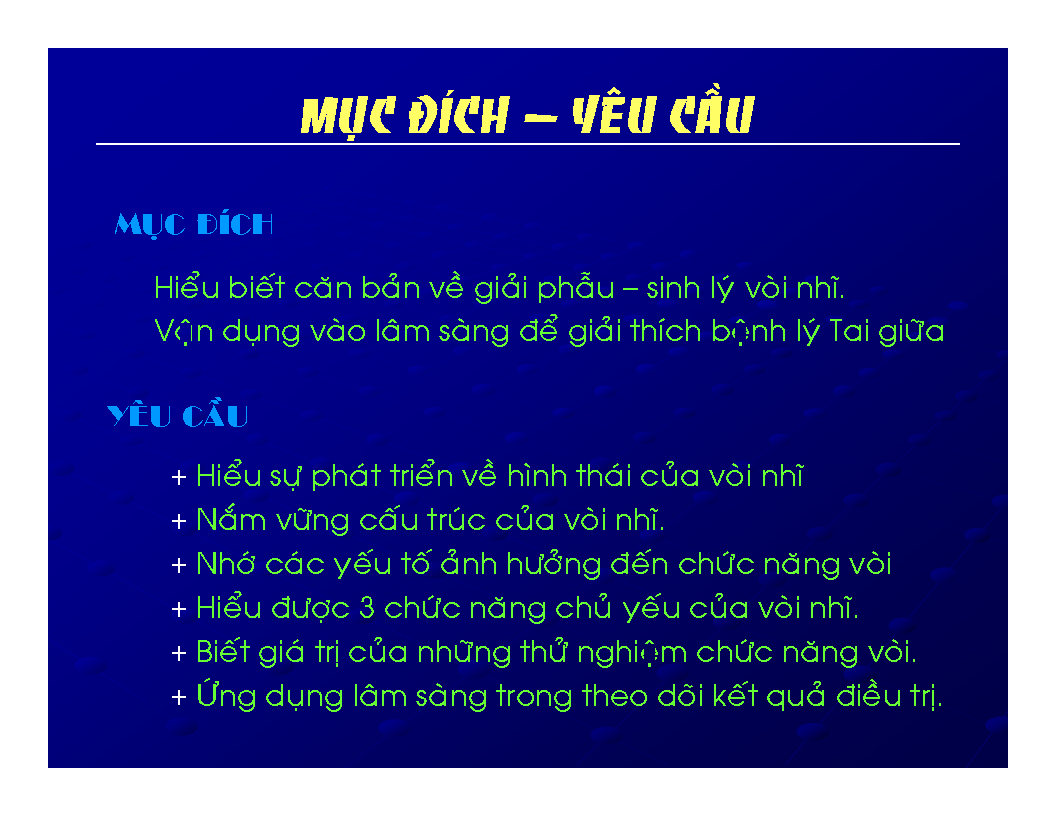 MỤC ĐÍCH – YÊU CẦU
MỤC ĐÍCH
Hiểu biết căn bản về giải phẫu – sinh lý vòi nhĩ.
Vận dụng vào lâm sàng để giải thích bệnh lý Tai giữa
YÊU CẦU
+ Hiểu sự phát triển về hình thái của vòi nhĩ
+ Nắm vững cấu trúc của vòi nhĩ.
+ Nhớ các yếu tố ảnh hưởng đến chức năng vòi
+ Hiểu được 3 chức năng chủ yếu của vòi nhĩ.
+ Biết giá trị của những thử nghiệm chức năng vòi.
+ Ứng dụng lâm sàng trong theo dõi kết quả điều trị.